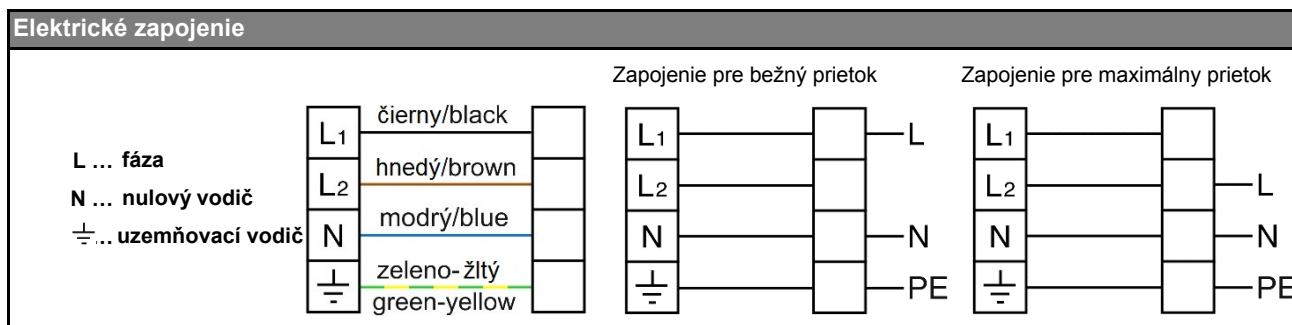 Elektrické zapojenie
L ... fáza
N ... nulový vodič
... uzemňovací vodič
L1
čierny/black
L2
hnedý/brown
N
modrý/blue
zeleno-žltý
green-yellow
Zapojenie pre bežný prietok
L1
L
L2
N
N
PE
Zapojenie pre maximálny prietok
L1
L2
L
N
N
PE